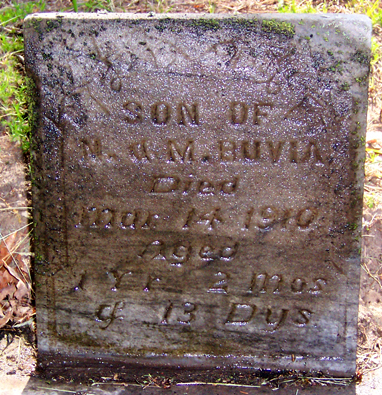 SON OF
N. & M. BUVIA.
Died
Mar 14 1910
Aged
1 Yr. 2 Mos
& 13 Dys.